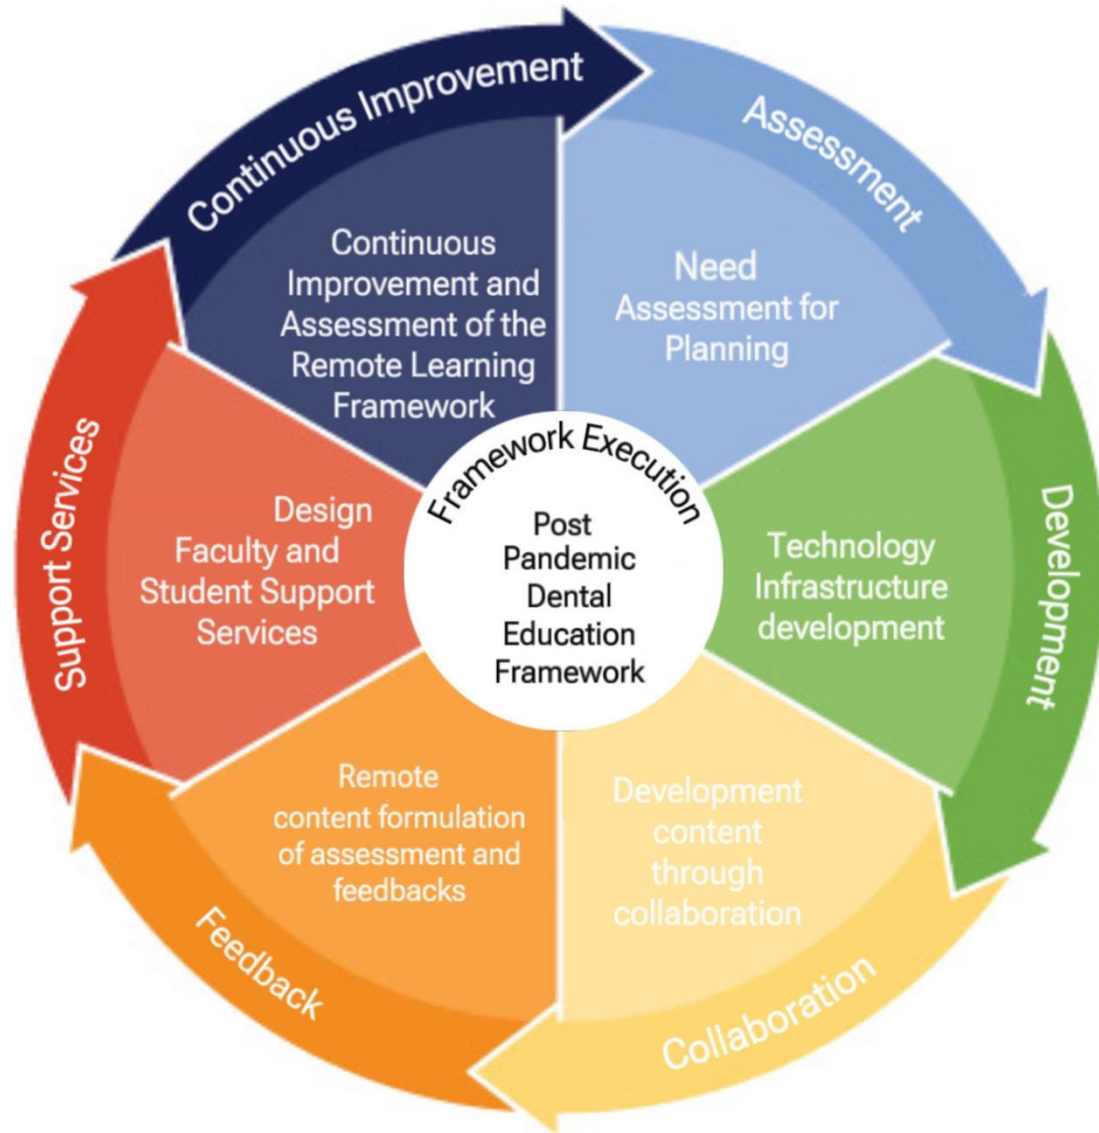 Continuous Improvement
Assessment
Development
Collaboration
Feedback
Support Services
Continuous
Improvement and
Assessment of the
Remote Learning
Framework
Need
Assessment for
Planning
Technology
Infrastructure
development
Development
content
through
collaboration
Remote
content formulation
of assessment and
feedbacks
Design
Faculty and
Student Support
Services
Framework Execution
Post
Pandemic
Dental
Education
Framework